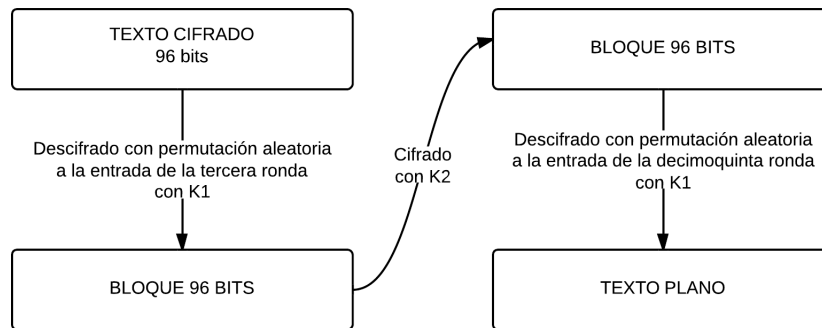 TEXTO CIFRADO
96 bits
Descifrado con permutación aleatoria
a la entrada de la tercera ronda
con K1
BLOQUE 96 BITS
Cifrado
con K2
BLOQUE 96 BITS
Descifrado con permutación aleatoria
a la entrada de la decimoquinta ronda
con K1
TEXTO PLANO